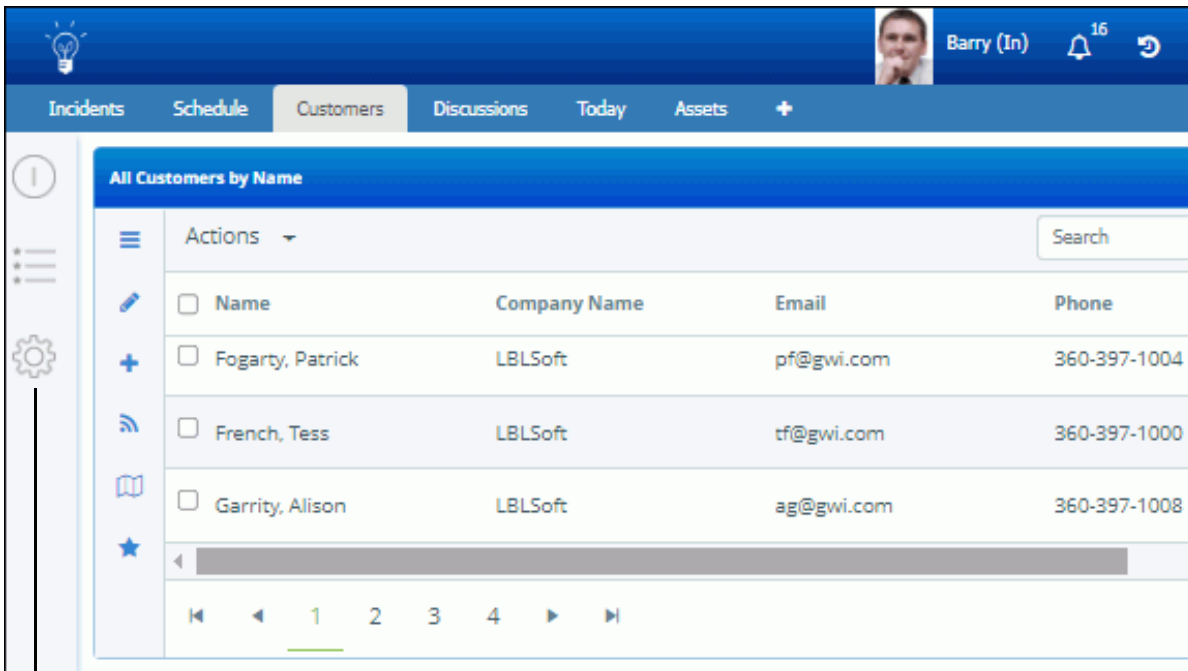 Barry (In) 16
Incidents Schedule Customers Discussions Today Assets +
All Customers by Name
Actions Search
Name Company Name Email Phone
Fogarty, Patrick LBLSoft pf@gwi.com 360-397-1004
French, Tess LBLSoft tf@gwi.com 360-397-1000
Garrity, Alison LBLSoft ag@gwi.com 360-397-1008
1 2 3 4